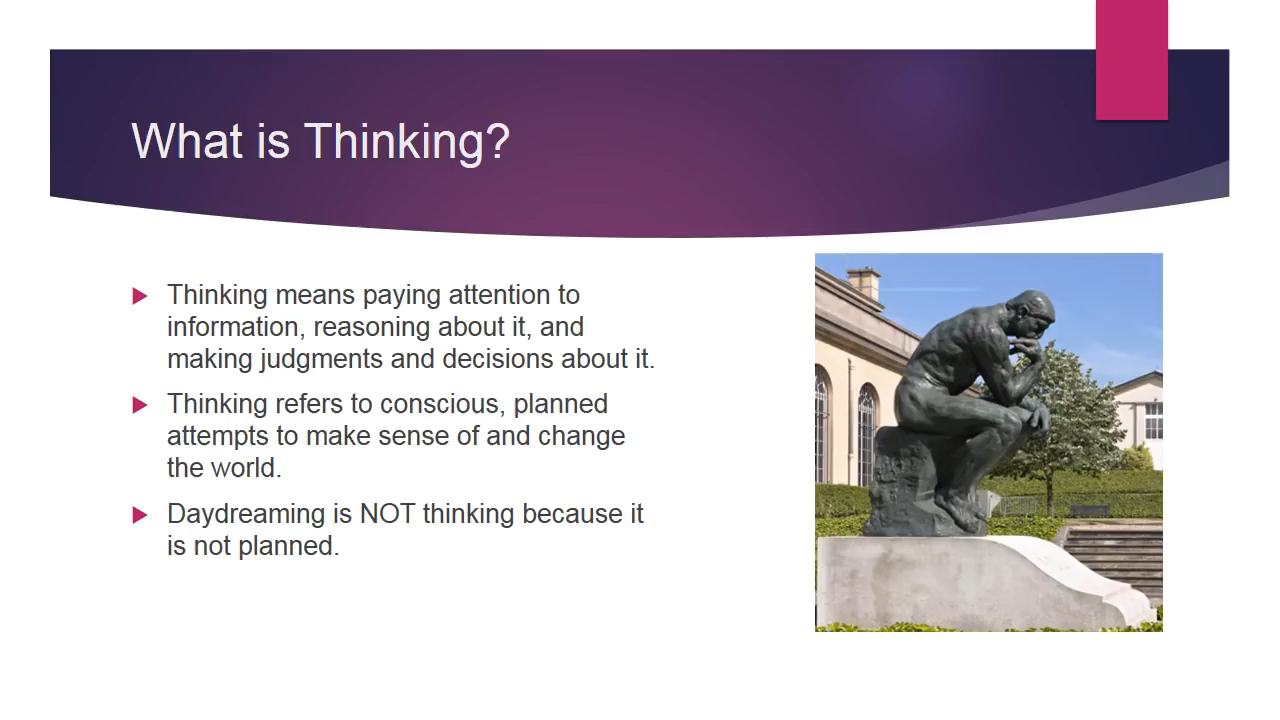 What is Thinking?
Thinking means paying attention to
information, reasoning about it, and
making judgments and decisions about it.
Thinking refers to conscious, planned
attempts to make sense of and change
the world.
Daydreaming is NOT thinking because it
is not planned.